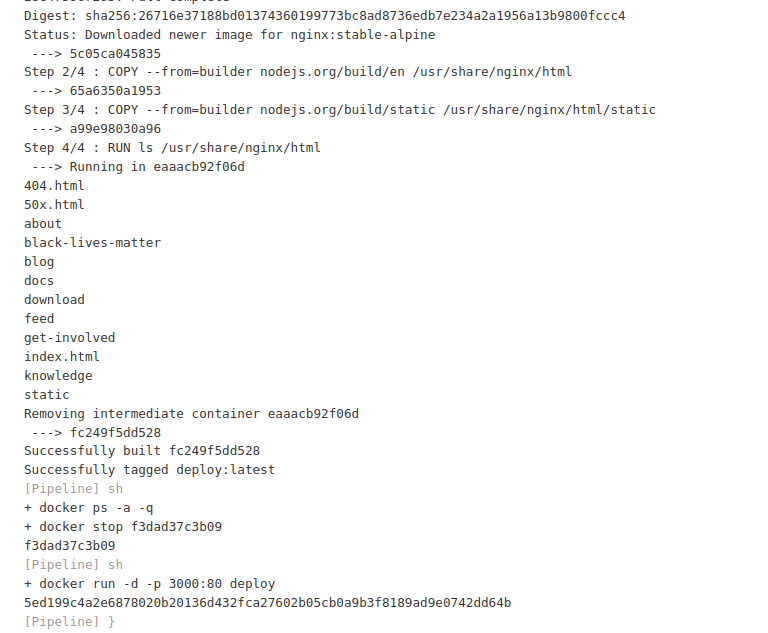 Digest: sha256:26716e37188bd01374360199773bc8ad8736edb7e234a2a1956a13b9800fccc4
Status: Downloaded newer image for nginx:stable-alpine
 ---> 5c05ca045835
Step 2/4 : COPY --from=builder nodejs.org/build/en /usr/share/nginx/html
 ---> 65a6350a1953
Step 3/4 : COPY --from=builder nodejs.org/build/static /usr/share/nginx/html/static
 ---> a99e98030a96
Step 4/4 : RUN ls /usr/share/nginx/html
 ---> Running in eaaacb92f06d
404.html
50x.html
about
black-lives-matter
blog
docs
download
feed
get-involved
index.html
knowledge
static
Removing intermediate container eaaacb92f06d
 ---> fc249f5dd528
Successfully built fc249f5dd528
Successfully tagged deploy:latest
[Pipeline] sh
+ docker ps -a -q
+ docker stop f3dad37c3b09
f3dad37c3b09
[Pipeline] sh
+ docker run -d -p 3000:80 deploy
5ed199c4a2e6878020b20136d432fca27602b05cb0a9b3f8189ad9e0742dd64b
[Pipeline] }